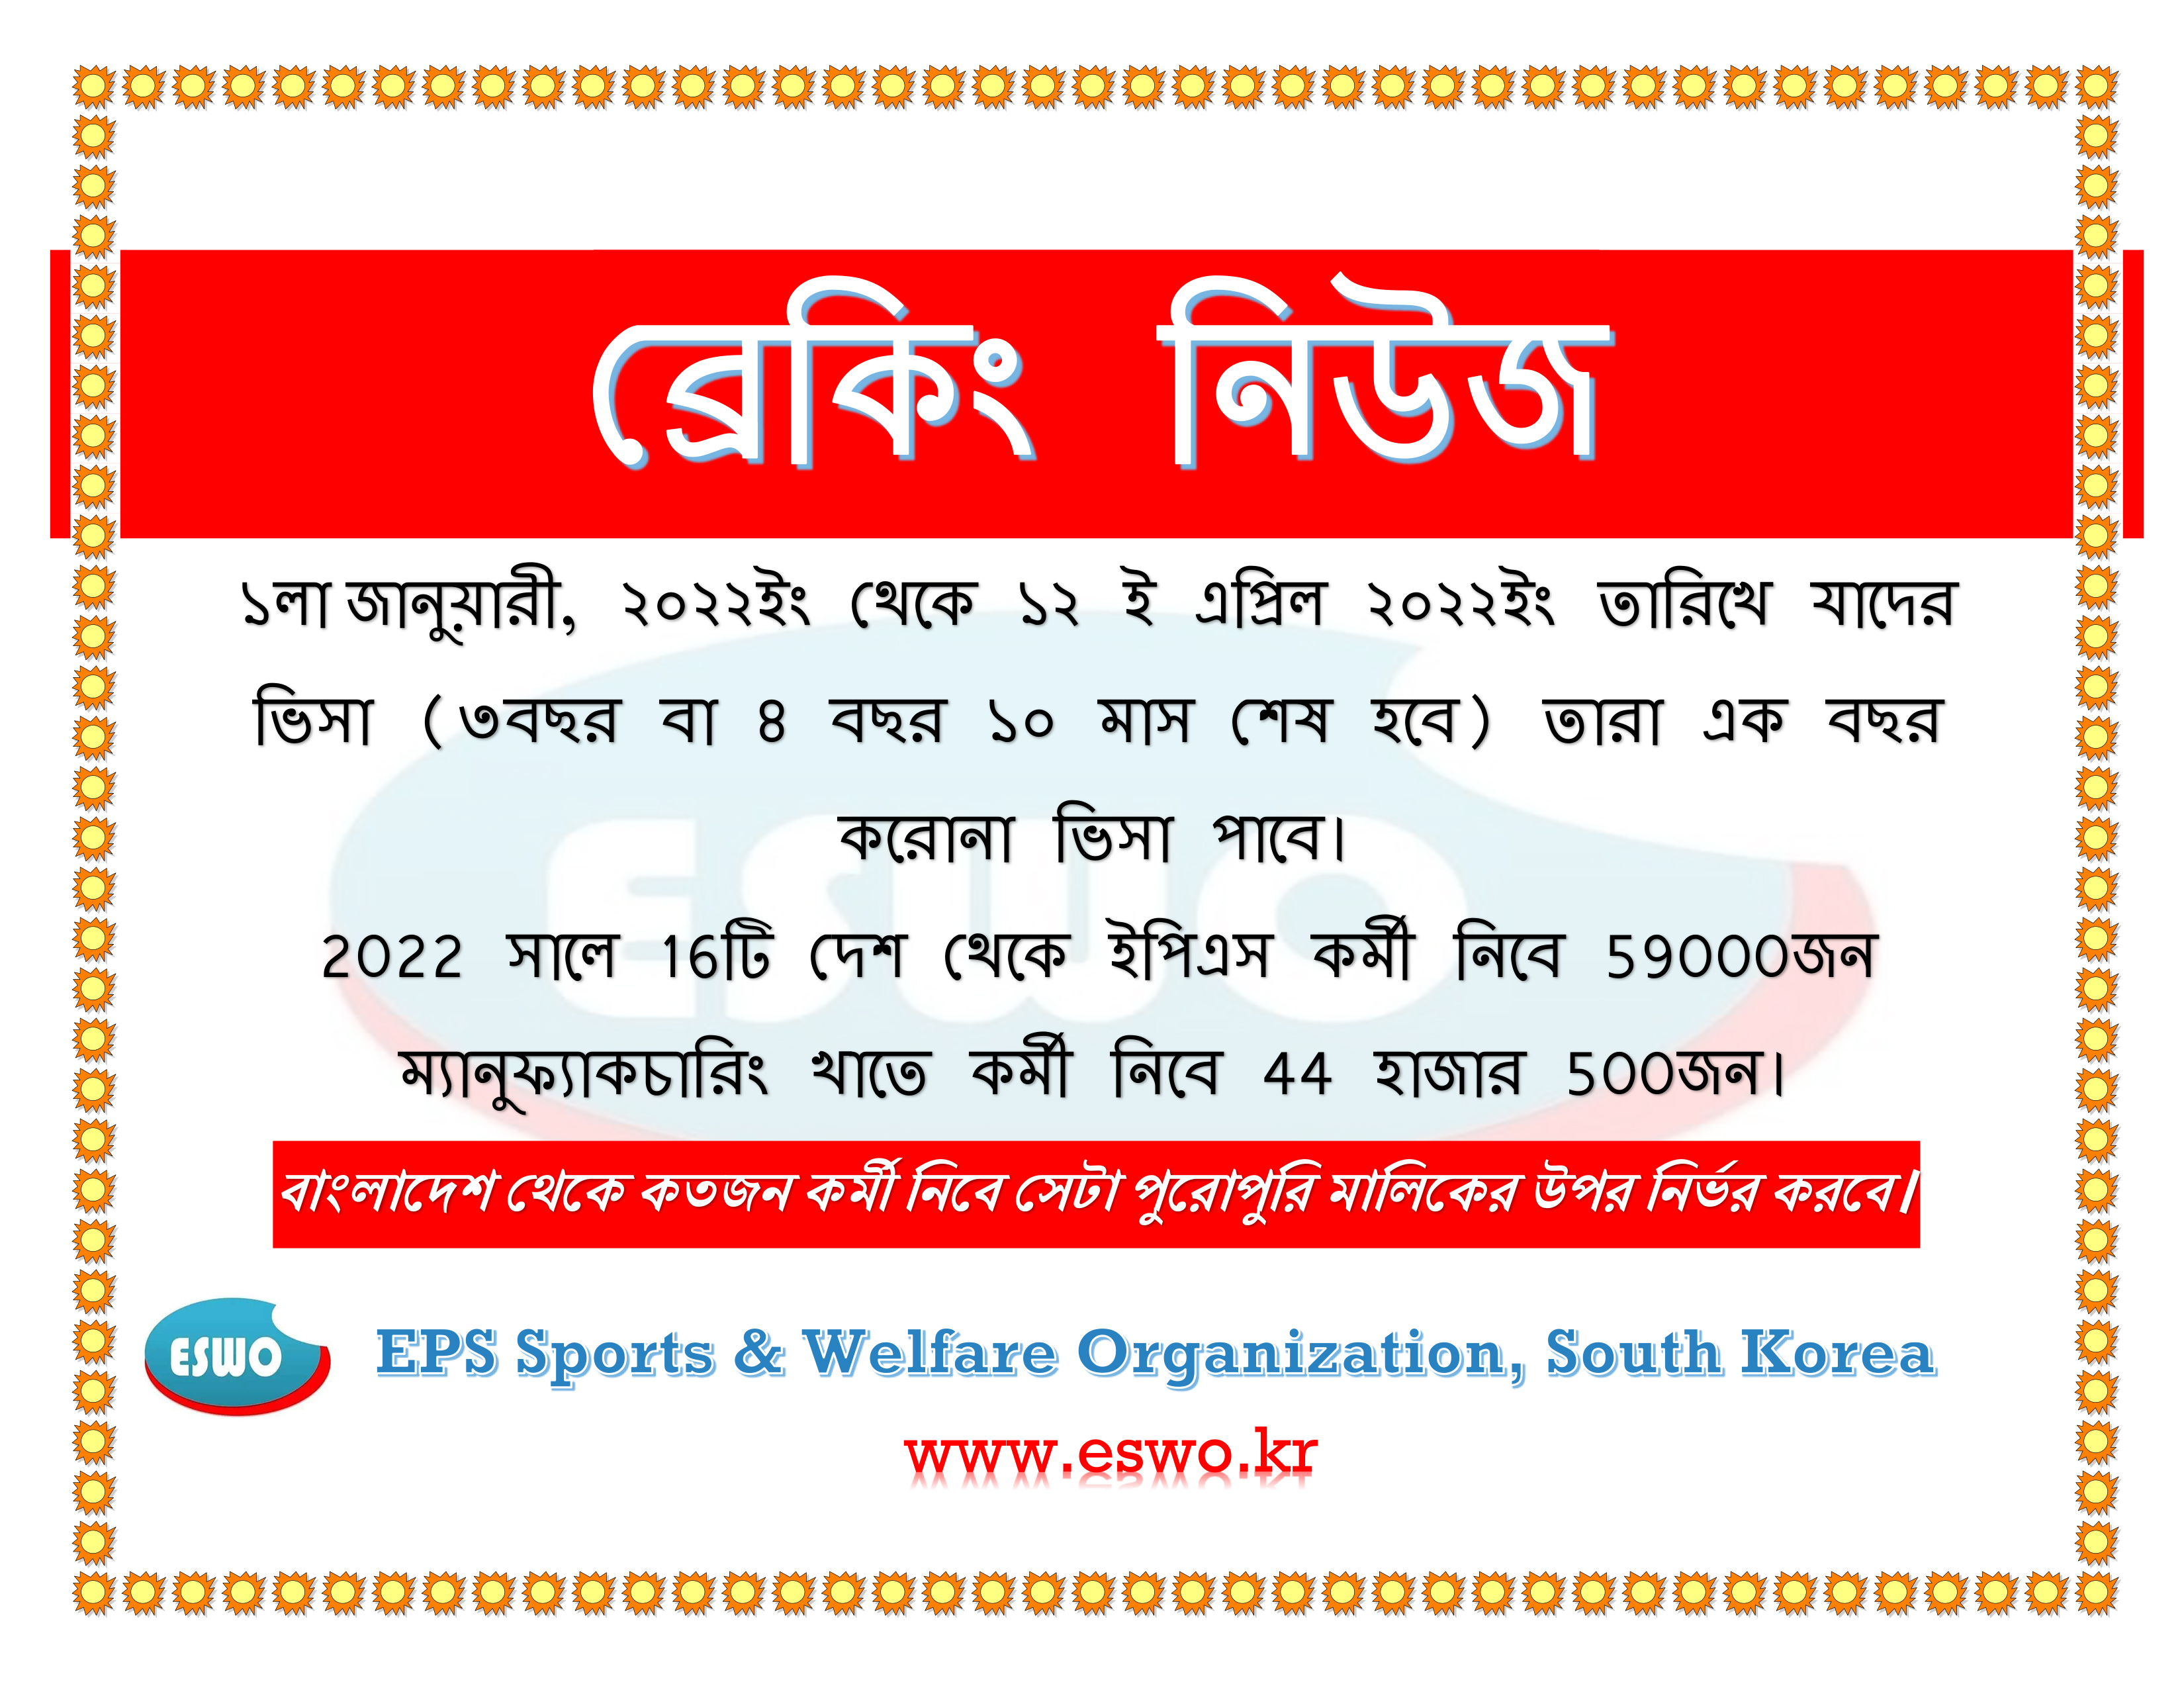 ব্রেকিং নিউজ
১লা জানুয়ারী, ২০২২ইং থেকে ১২ ই এপ্রিল ২০২২ইং তারিখে যাদের
ভিসা (৩বছর বা ৪ বছর ১০ মাস শেষ হবে) তারা এক বছর
করোনা ভিসা পাবে।
2022 সালে 16টি দেশ থেকে ইপিএস কর্মী নিবে 59000জন
ম্যানুফ্যাকচারিং খাতে কর্মী নিবে 44 হাজার 500জন।
বাংলাদেশ থেকে কতজন কর্মী নিবে সেটা পুরোপুরি মালিকের উপর নির্ভর করবে।
ESWO
EPS Sports & Welfare Organization, South Korea
www.eswo.kr